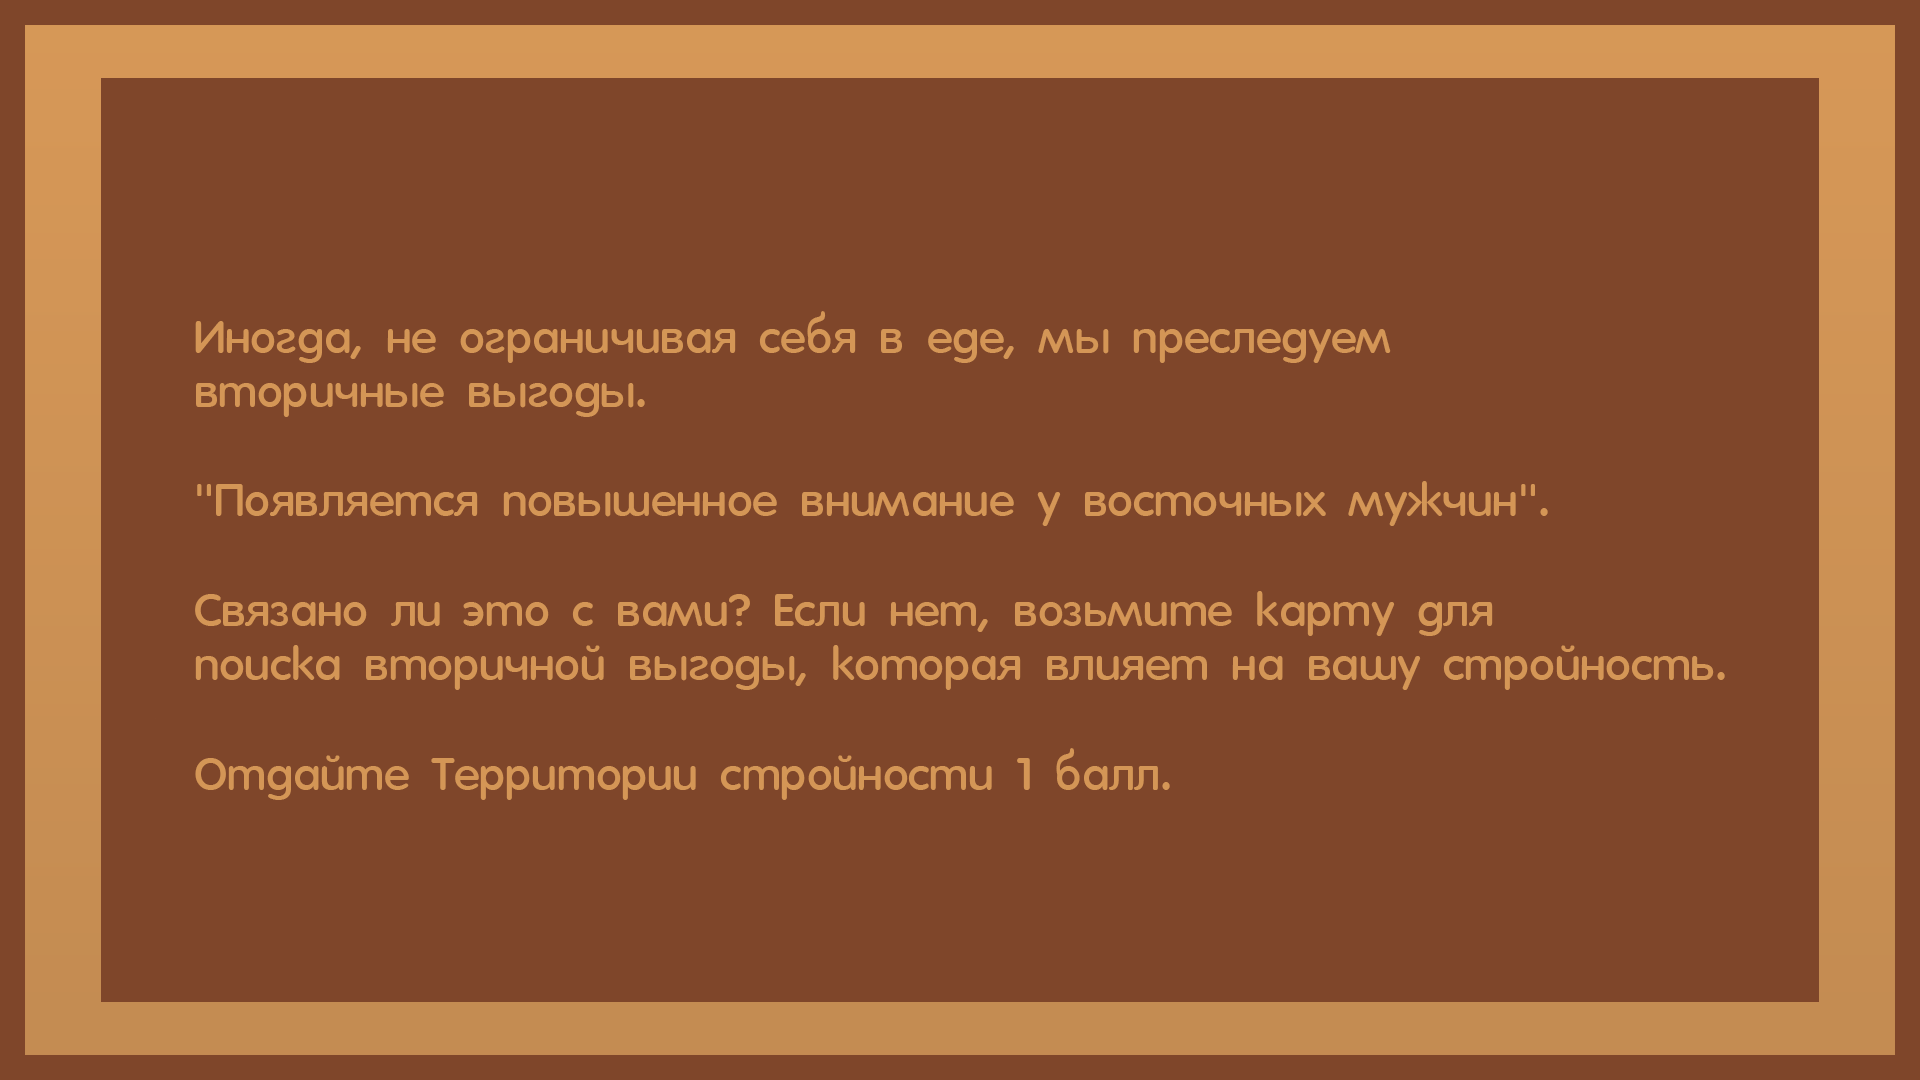 Иногда, не ограничивая себя в еде, мы преследуем
вторичные выгоды.
"Появляется повышенное внимание у восточных мужчин".
Связано ли это с вами? Если нет, возьмите карту для
поиска вторичной выгоды, которая влияет на вашу стройность.
Отдайте Территории стройности 1 балл.